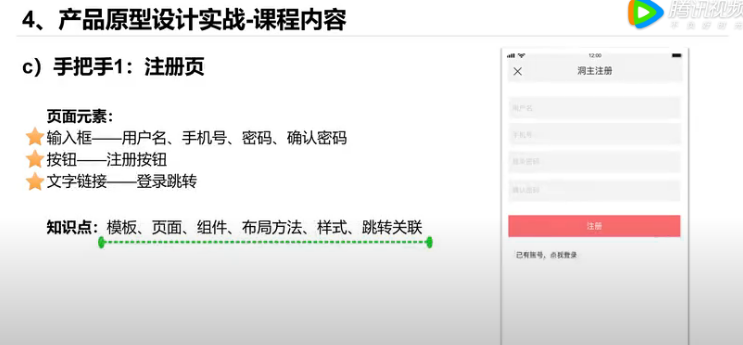 4、产品原型设计实战-课程内容
腾讯视频
c）手把手1：注册页
12:00
洞主注册
页面元素：
用户名
输入框——用户名、手机号、密码、确认密码
手机号
按钮——注册按钮
文字链接——登录跳转
确认密码
知识点：模板、页面、组件、布局方法、样式、跳转关联
注册
已有账号，点我登录